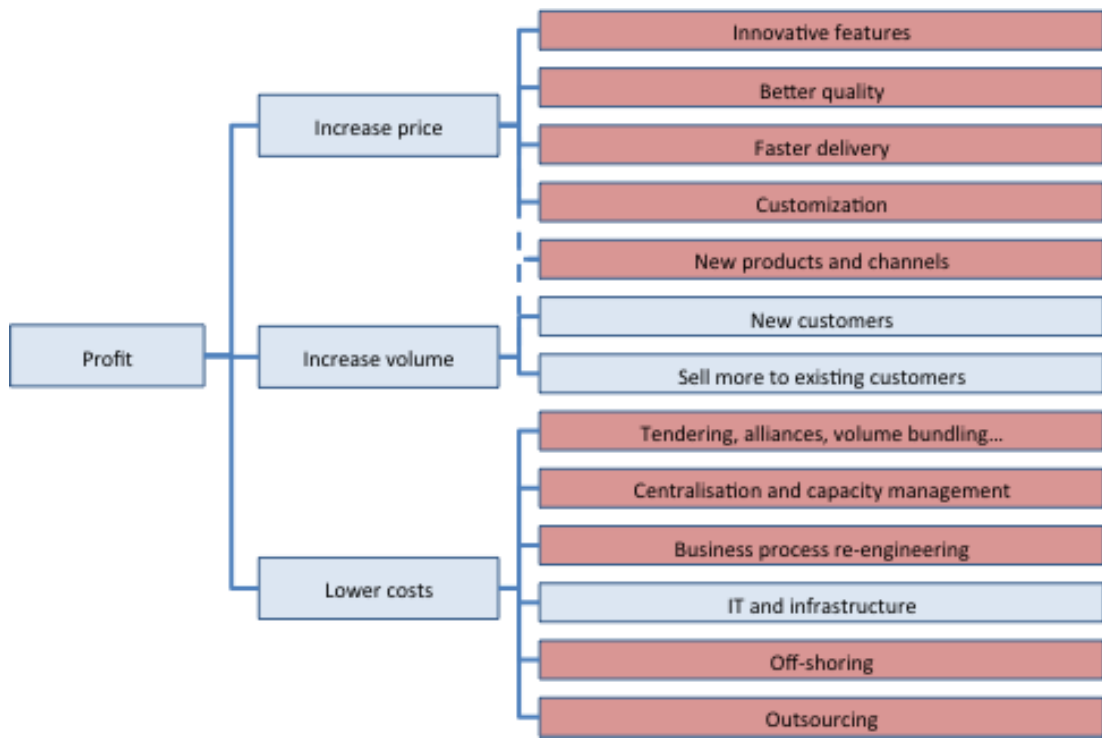 Profit
Increase price
Innovative features
Better quality
Faster delivery
Customization
New products and channels
Increase volume
New customers
Sell more to existing customers
Lower costs
Tendering, alliances, volume bundling...
Centralisation and capacity management
Business process re-engineering
IT and infrastructure
Off-shoring
Outsourcing